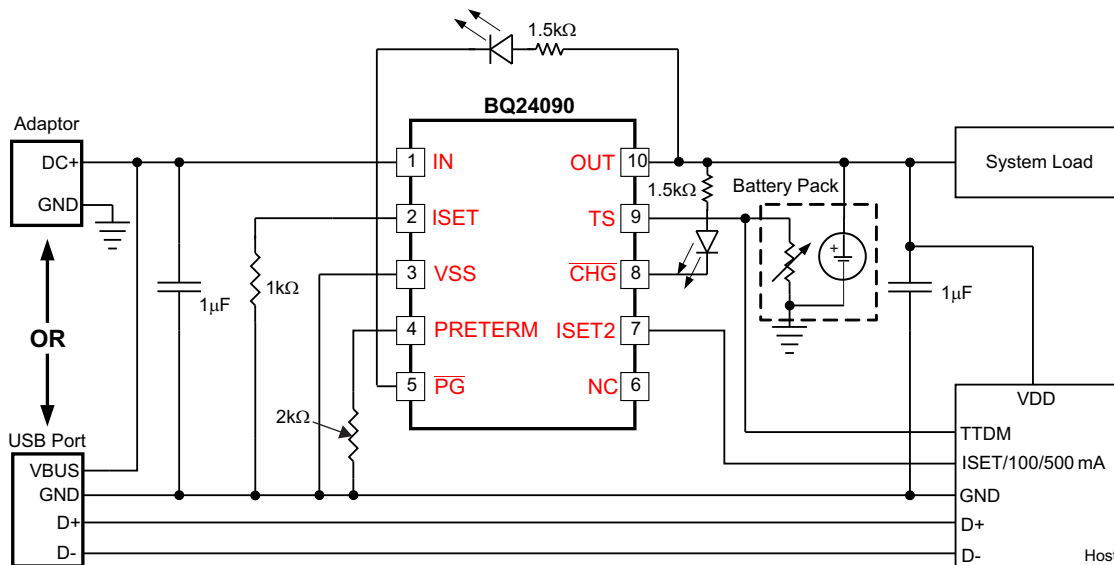 1.5kΩ
BQ24090
Adaptor
DC+
GND
1
IN
OUT
10
System Load
1.5kΩ
Battery Pack
2
ISET
TS
9
+
3
VSS
CHG
8
1μF
1kΩ
1μF
OR
4
PRETERM
ISET2
7
5
PG
NC
6
VDD
2kΩ
TTDM
USB Port
VBUS
ISET/100/500 mA
GND
GND
D+
D+
D-
D-
Host